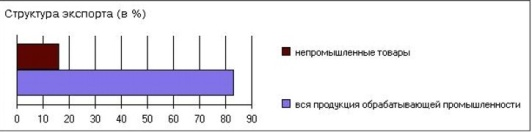 Структура экспорта (в %)
непромышленные товары
вся продукция обрабатывающей промышленности
0 10 20 30 40 50 60 70 80 90